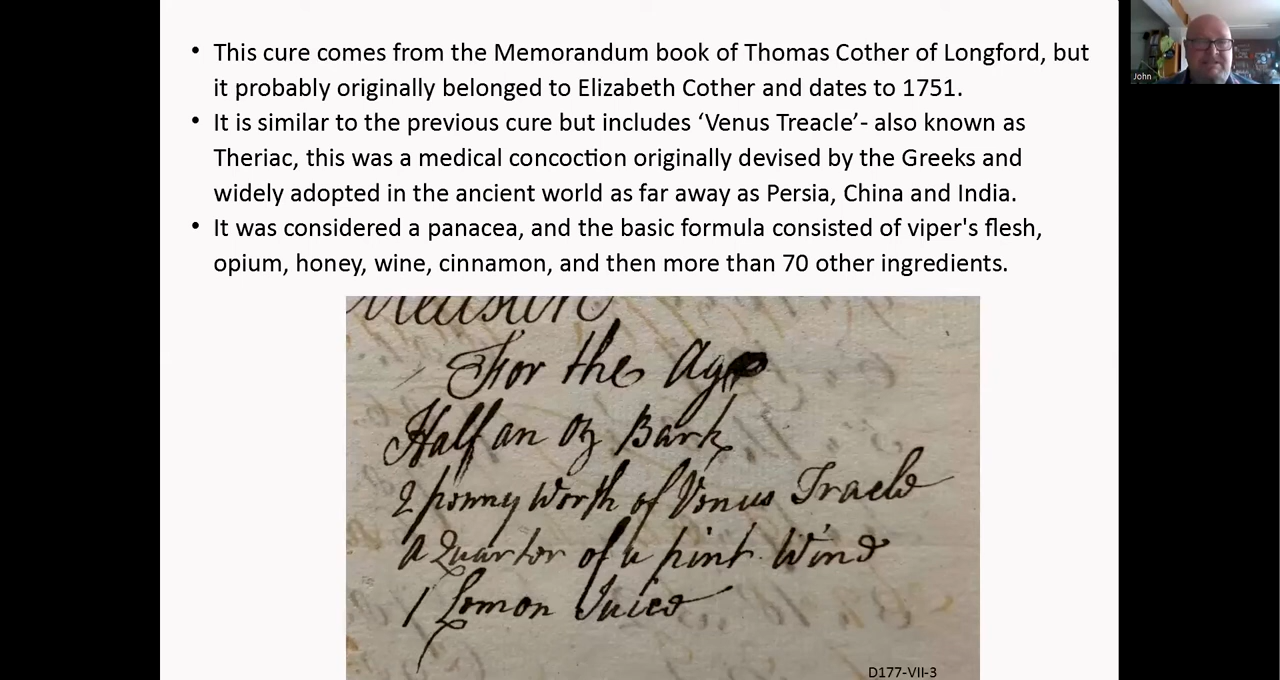 • This cure comes from the Memorandum book of Thomas Cother of Longford, but
it probably originally belonged to Elizabeth Cother and dates to 1751.
• It is similar to the previous cure but includes ‘Venus Treacle’- also known as
Theriac, this was a medical concoction originally devised by the Greeks and
widely adopted in the ancient world as far away as Persia, China and India.
• It was considered a panacea, and the basic formula consisted of viper's flesh,
opium, honey, wine, cinnamon, and then more than 70 other ingredients.
For the Ag
Half an Oz Bark
2 penny worth of Venus Tracle
a Quarter of a pint Wine
1 Lemon Juice
D177-VII-3
John